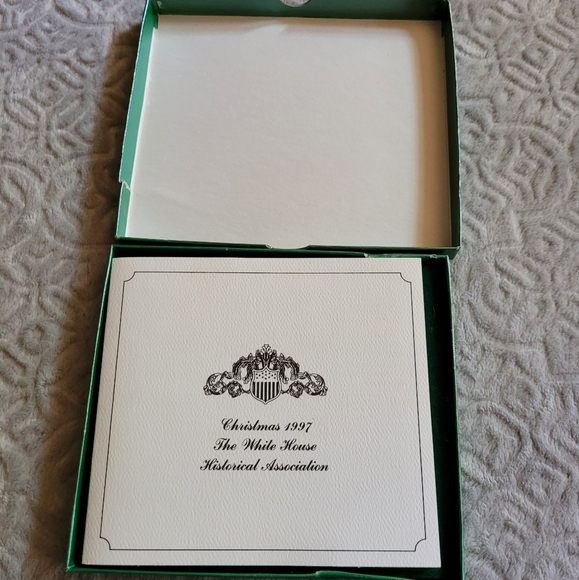 Christmas 1997
The White House
Historical Association